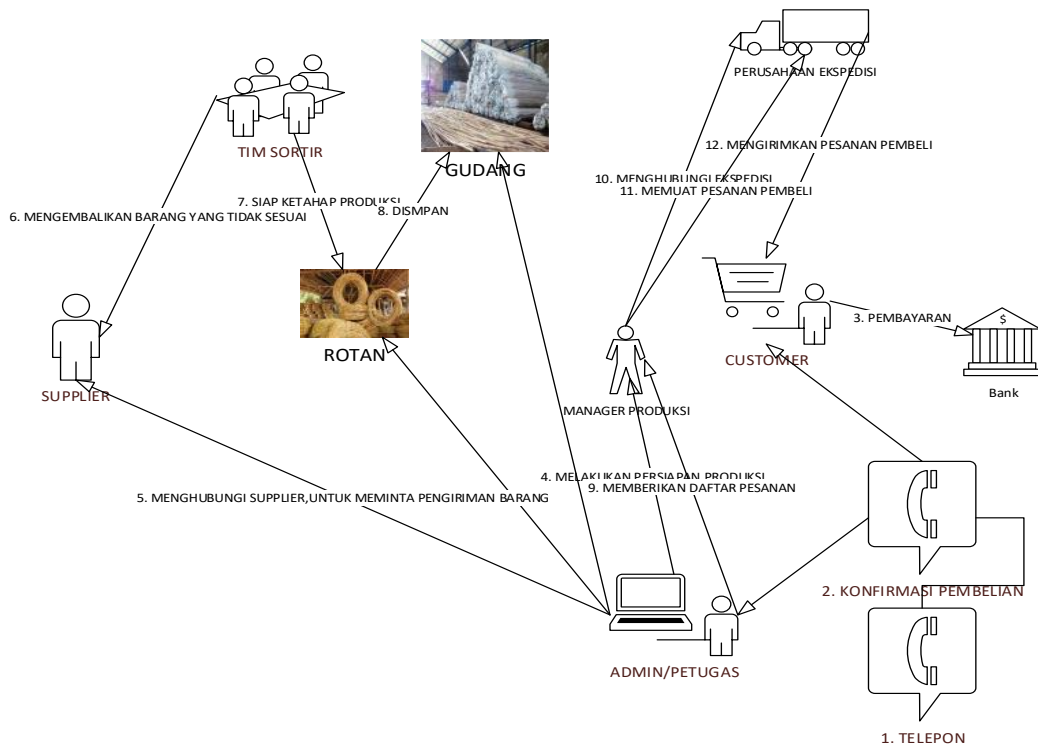 PERUSAHAAN EKSPEDISI
TIM SORTIR
GUDANG
12. MENGIRIMKAN PESANAN PEMBELI
10. MENGHUBUNGI EKSPEDISI
11. MEMUAT PESANAN PEMBELI
7. SIAP KETAHAP PRODUKSI
8. DISMPAN
6. MENGEMBALIKAN BARANG YANG TIDAK SESUAI
3. PEMBAYARAN
$
ROTAN
CUSTOMER
SUPPLIER
Bank
MANAGER PRODUKSI
4. MELAKUKAN PERSIAPAN PRODUKSI
9. MEMBERIKAN DAFTAR PESANAN
5. MENGHUBUNGI SUPPLIER,UNTUK MEMINTA PENGIRIMAN BARANG
2. KONFIRMASI PEMBELIAN
ADMIN/PETUGAS
1. TELEPON